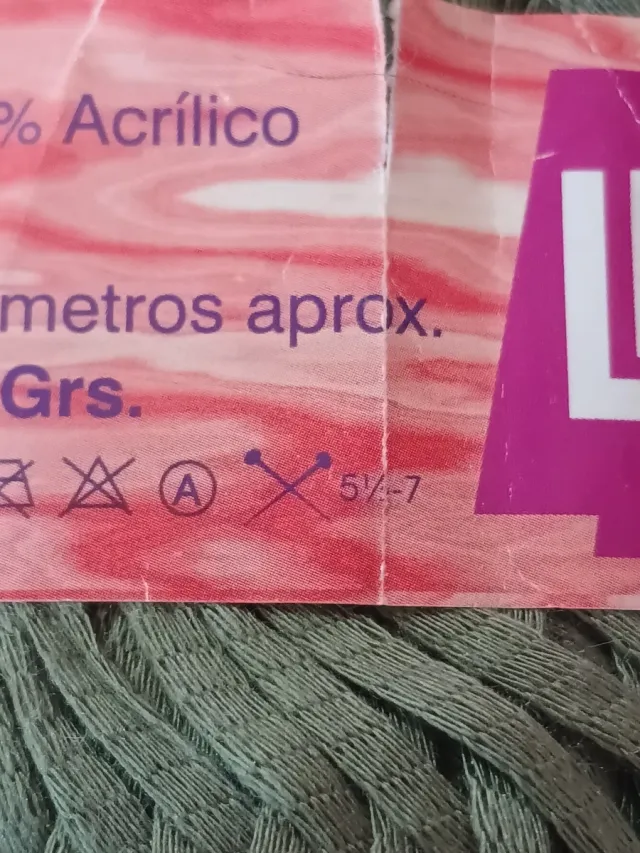 % Acrílico
metros aprox.
Grs.
A 5½-7
L